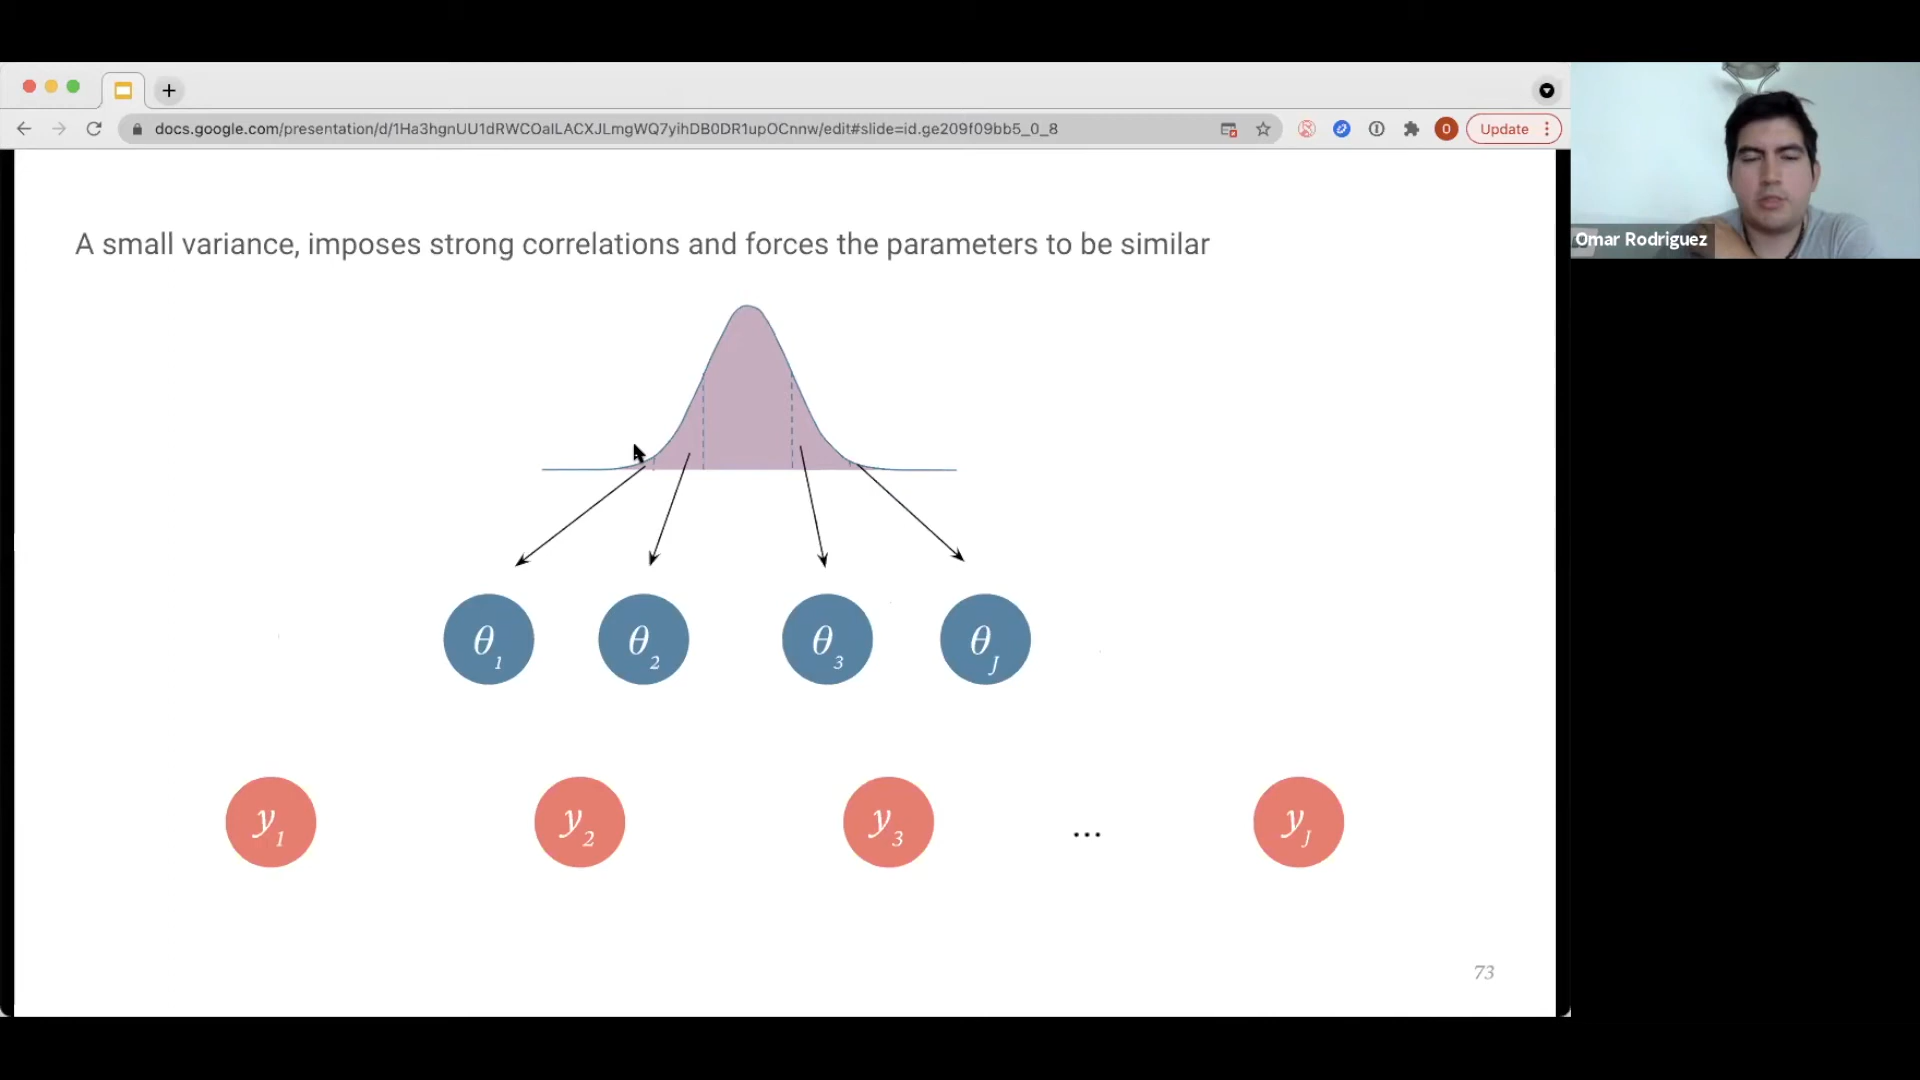 docs.google.com/presentation/d/1Ha3hgnUU1dRWCOalLACXJLmgWQ7yihDB0DR1upOCnnw/edit#slide=id.ge209f09bb5_0_8
O
Update
Omar Rodriguez
A small variance, imposes strong correlations and forces the parameters to be similar
θ1 θ2 θ3 θJ
y1 y2 y3 ... yJ
73